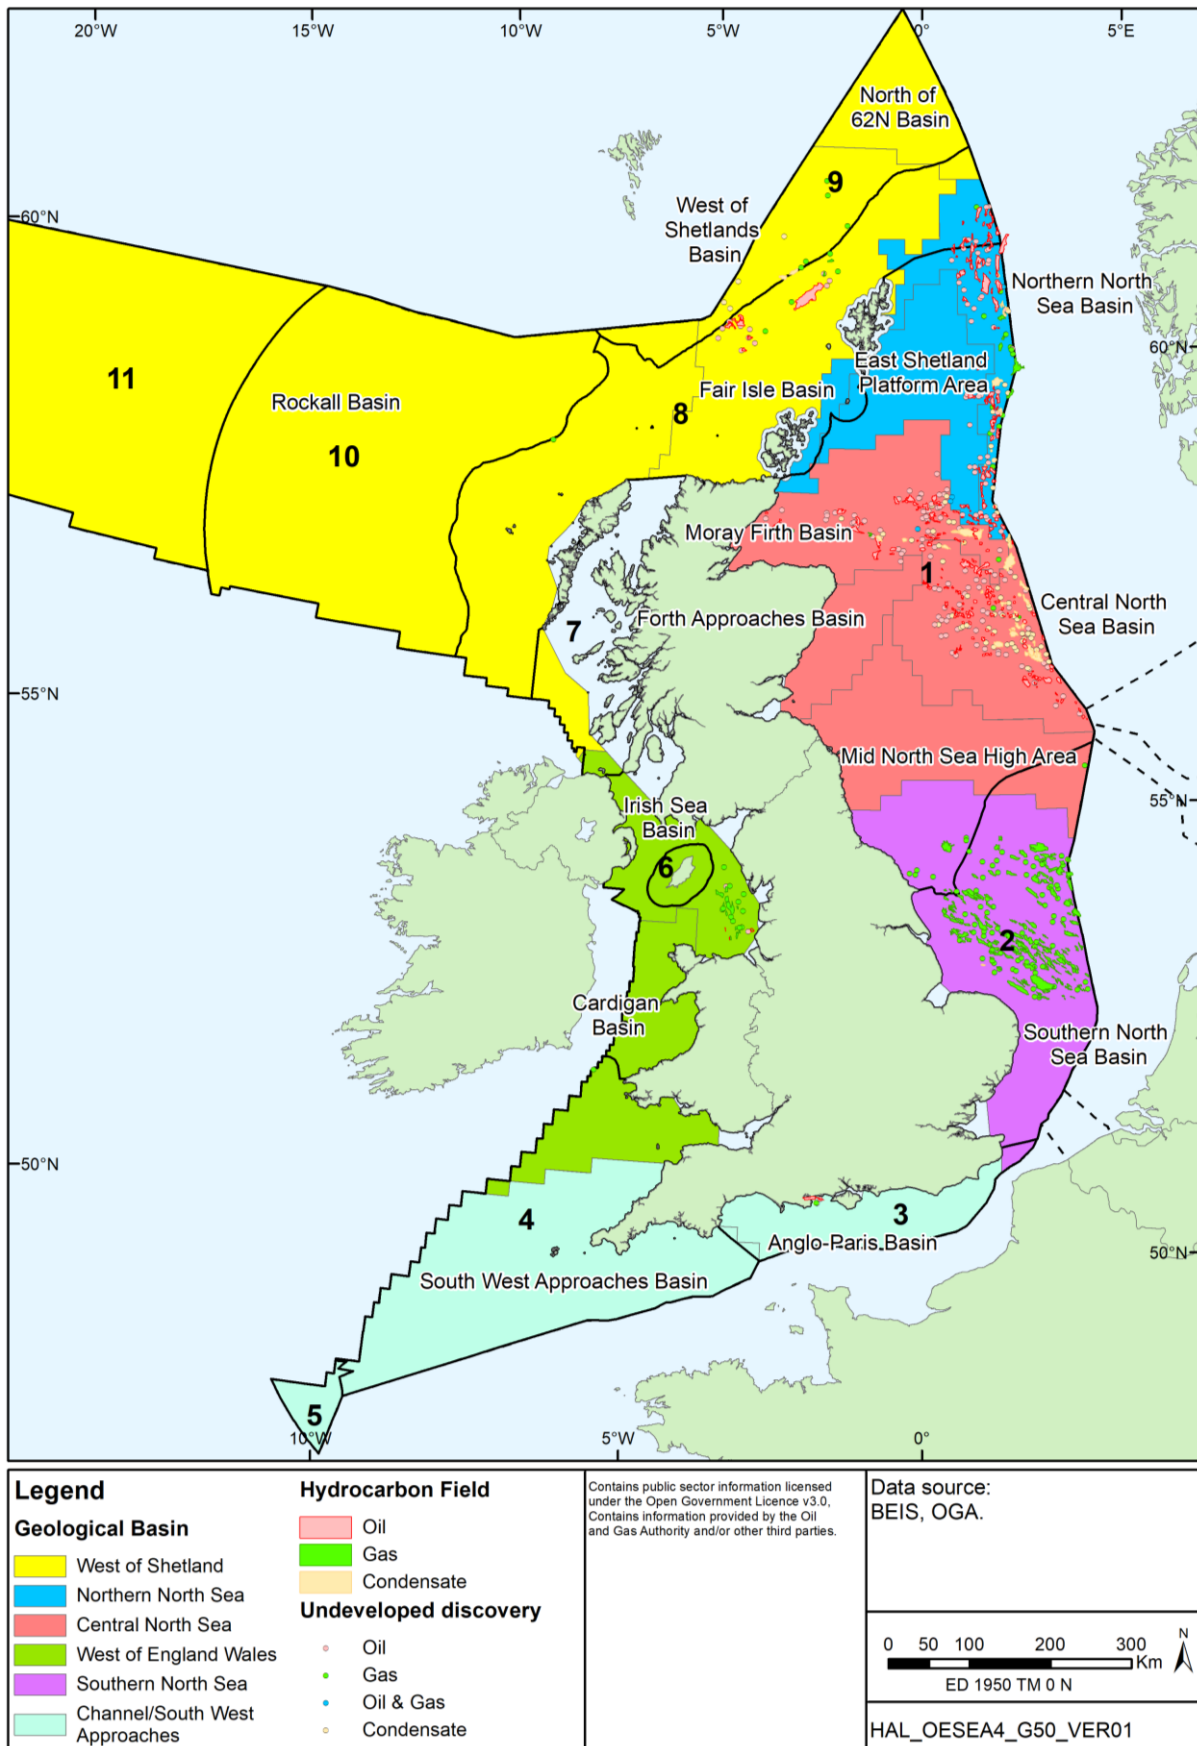 20°W
15°W
10°W
5°W
0°
5°E
North of
62N Basin
9
60°N
West of
Shetlands
Basin
Northern North
Sea Basin
60°N
11
Rockall Basin
10
Fair Isle Basin
8
East Shetland
Platform Area
Moray Firth Basin
1
Central North
Sea Basin
7
Forth Approaches Basin
55°N
Mid North Sea High Area
55°N
Irish Sea
Basin
6
2
Cardigan
Basin
Southern North
Sea Basin
50°N
4
3
Anglo-Paris Basin
50°N
South West Approaches Basin
5
10°W
5°W
0°
Legend
Geological Basin
West of Shetland
Northern North Sea
Central North Sea
West of England Wales
Southern North Sea
Channel/South West
Approaches
Hydrocarbon Field
Oil
Gas
Condensate
Undeveloped discovery
Oil
Gas
Oil & Gas
Condensate
Contains public sector information licensed
under the Open Government Licence v3.0,
Contains information provided by the Oil
and Gas Authority and/or other third parties.
Data source:
BEIS, OGA.
0 50 100 200 300
Km
N
ED 1950 TM 0 N
HAL_OESEA4_G50_VER01